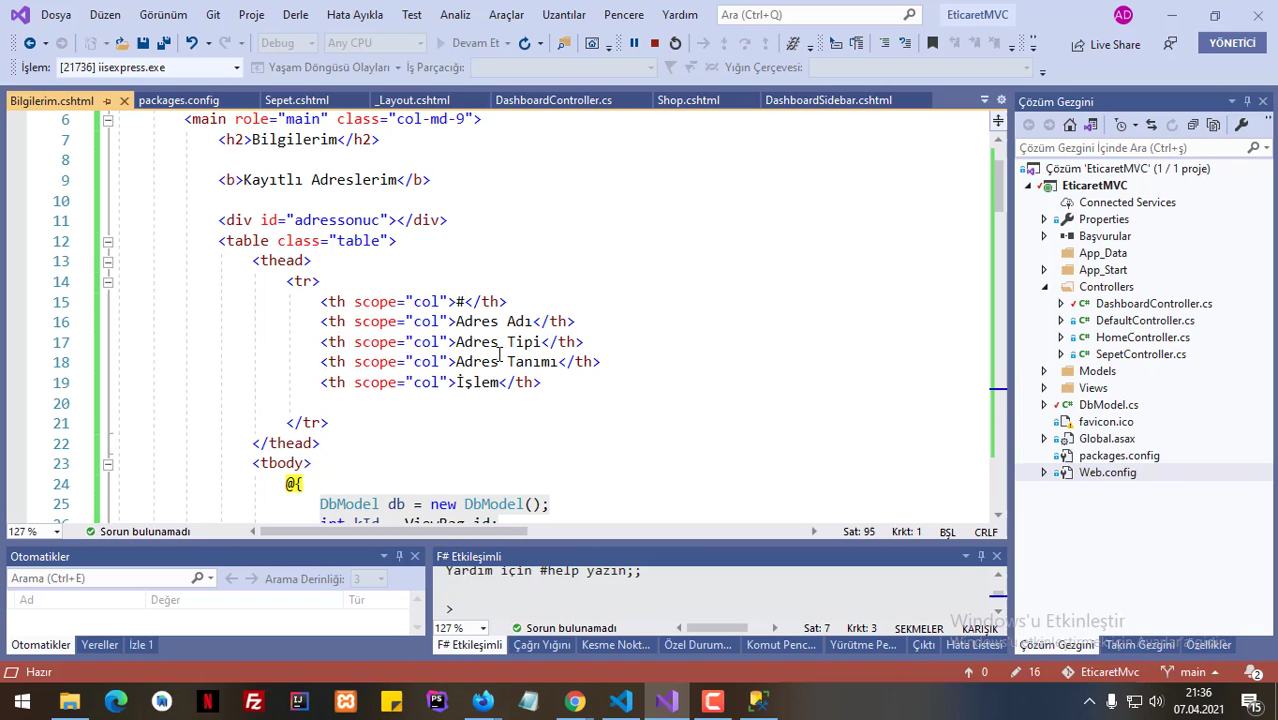 Dosya Düzen Görünüm Git Proje Derle Hata Ayıkla Test Analiz Araçlar Uzantılar Pencere Yardım Ara (Ctrl+Q) EticaretMVC AD
Debug Any CPU Devam Et Live Share YÖNETİCİ
İşlem: [21736] iisexpress.exe Yaşam Döngüsü Olayları İş Parçacığı: Yığın Çerçevesi:
Bilgilerim.cshtml packages.config Sepet.cshtml _Layout.cshtml DashboardController.cs Shop.cshtml DashboardSidebar.cshtml
6 <main role="main" class="col-md-9">
7 <h2>Bilgilerim</h2>
8
9 <b>Kayıtlı Adreslerim</b>
10
11 <div id="adressonuc"></div>
12 <table class="table">
13 <thead>
14 <tr>
15 <th scope="col">#</th>
16 <th scope="col">Adres Adı</th>
17 <th scope="col">Adres Tipi</th>
18 <th scope="col">Adres Tanımı</th>
19 <th scope="col">İşlem</th>
20
21 </tr>
22 </thead>
23 <tbody>
24 @{
25 DbModel db = new DbModel();
26 int kId = ViewBag.id;
127 % Sorun bulunamadı Sat: 95 Krkt: 1 BŞL CRLF
Çözüm Gezgini
Çözüm Gezgini İçinde Ara (Ctrl+ş)
Çözüm 'EticaretMVC' (1 / 1 proje)
EticaretMVC
Connected Services
Properties
Başvurular
App_Data
App_Start
Controllers
DashboardController.cs
DefaultController.cs
HomeController.cs
SepetController.cs
Models
Views
DbModel.cs
favicon.ico
Global.asax
packages.config
Web.config
Otomatikler
Arama (Ctrl+E) Arama Derinliği: 3
Ad Değer Tür
Otomatikler Yereller İzle 1
F# Etkileşimli
Yardım için #help yazın;;
>
127 % Sorun bulunamadı Sat: 7 Krkt: 3 SEKMELER KARIŞIK
F# Etkileşimli Çağrı Yığını Kesme Nokt... Özel Durum... Komut Penc... Yürütme Pe... Çıktı Hata Listesi
Windows'u Etkinleştir
Çözüm Gezgini Takım Gezgini Özellikler
Hazır 0 16 EticaretMvc main 2
21:36
07.04.2021
15